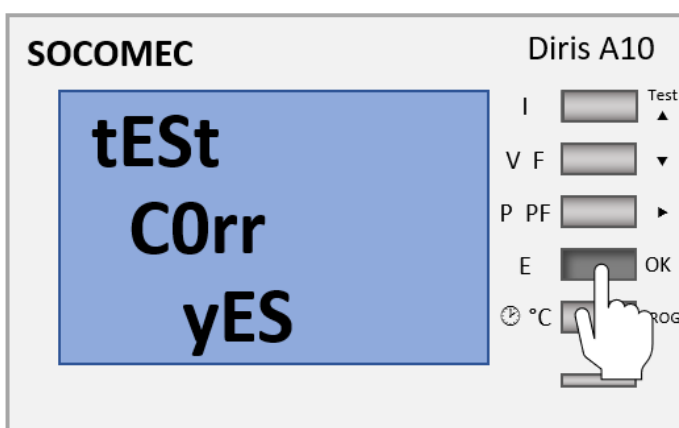 SOCOMEC
Diris A10
tESt
C0rr
yES
I
Test ▲
V F
▼
P PF
►
E
OK
°C